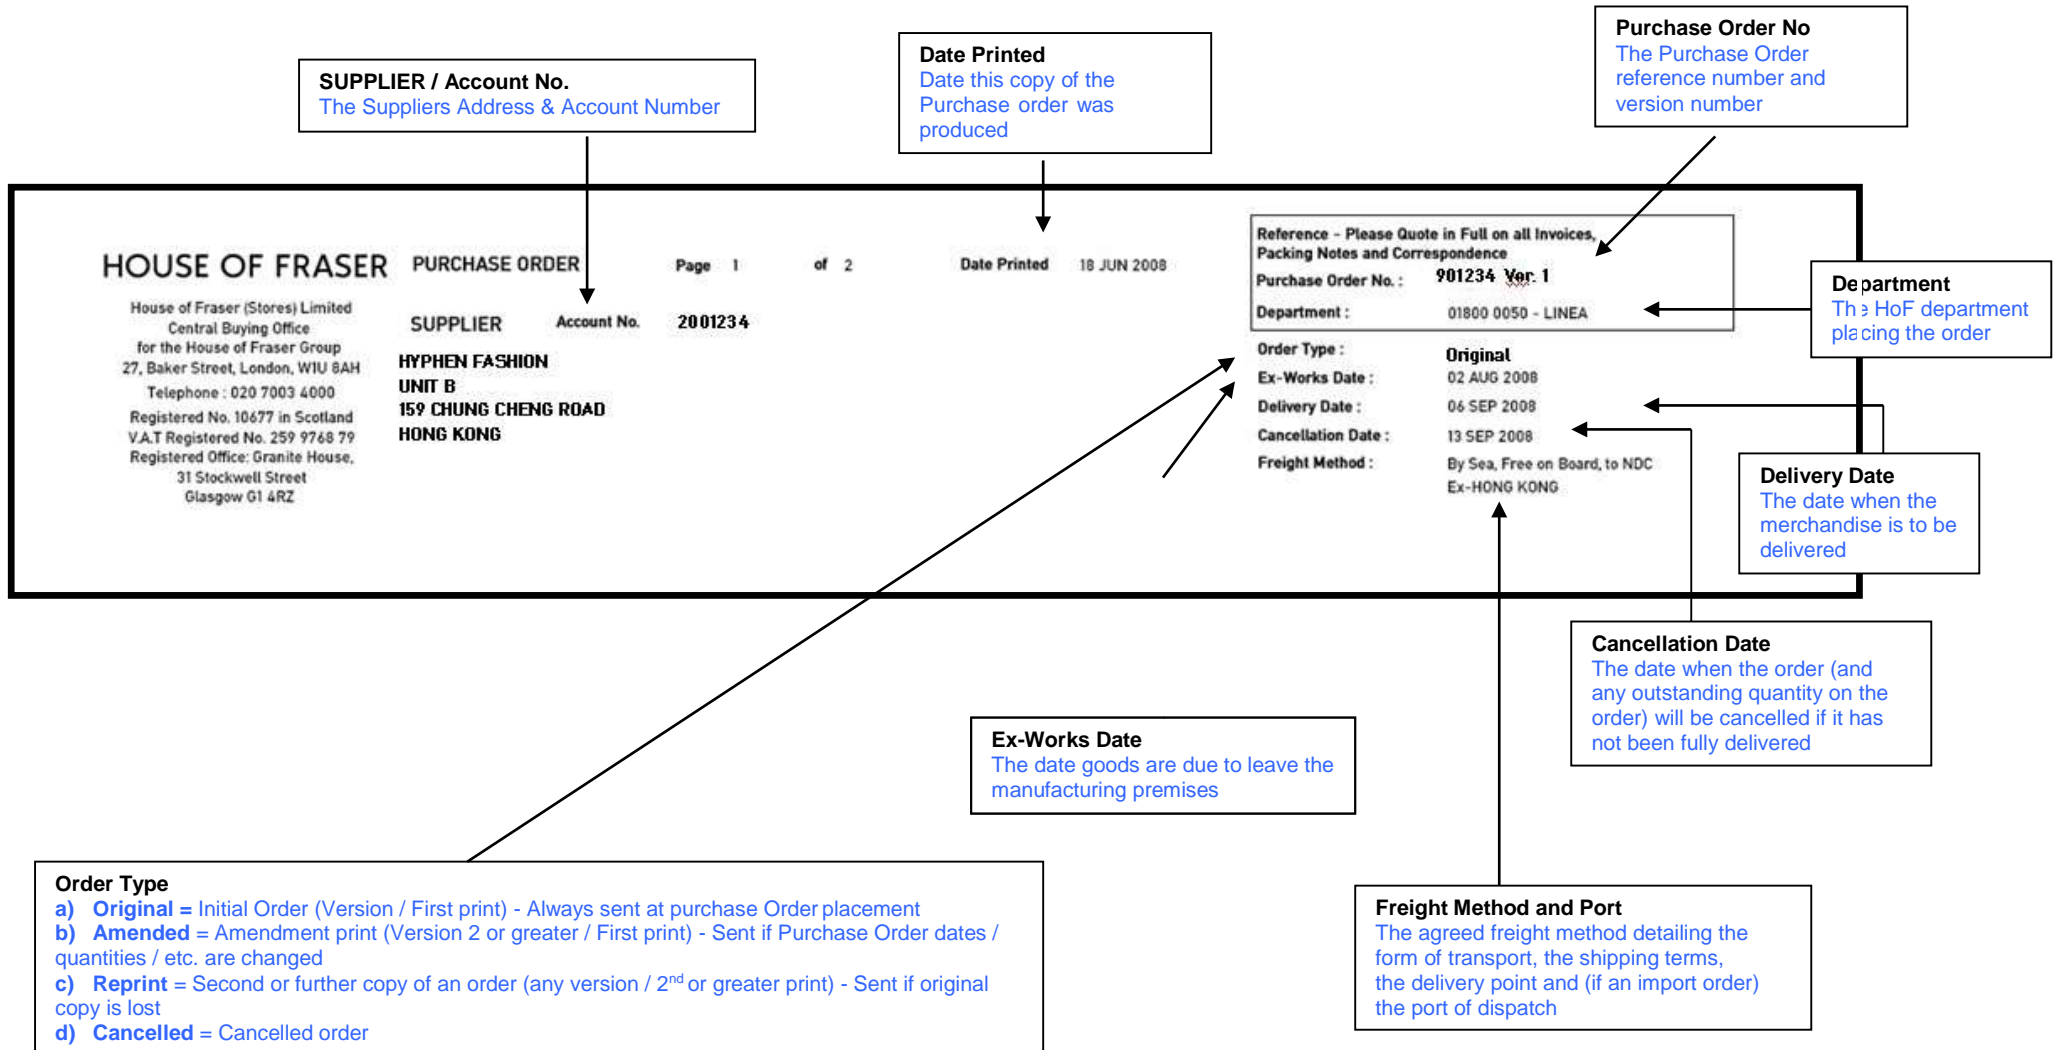 Purchase Order No
The Purchase Order
reference number and
version number
Date Printed
Date this copy of the
Purchase order was
produced
SUPPLIER / Account No.
The Suppliers Address & Account Number
HOUSE OF FRASER
House of Fraser (Stores) Limited
Central Buying Office
for the House of Fraser Group
27, Baker Street, London, W1U 8AH
Telephone : 020 7003 4000
Registered No. 10677 in Scotland
V.A.T Registered No. 259 9768 79
Registered Office: Granite House,
31 Stockwell Street
Glasgow G1 4RZ
PURCHASE ORDER Page 1 of 2 Date Printed 18 JUN 2008
SUPPLIER Account No. 2001234
HYPHEN FASHION
UNIT B
159 CHUNG CHENG ROAD
HONG KONG
Reference - Please Quote in Full on all Invoices,
Packing Notes and Correspondence
Purchase Order No. : 901234 Ver. 1
Department : 01800 0050 - LINEA
Order Type : Original
Ex-Works Date : 02 AUG 2008
Delivery Date : 06 SEP 2008
Cancellation Date : 13 SEP 2008
Freight Method : By Sea, Free on Board, to NDC
Ex-HONG KONG
Department
The HoF department
placing the order
Delivery Date
The date when the
merchandise is to be
delivered
Cancellation Date
The date when the order (and
any outstanding quantity on the
order) will be cancelled if it has
not been fully delivered
Ex-Works Date
The date goods are due to leave the
manufacturing premises
Order Type
a) Original = Initial Order (Version / First print) - Always sent at purchase Order placement
b) Amended = Amendment print (Version 2 or greater / First print) - Sent if Purchase Order dates /
quantities / etc. are changed
c) Reprint = Second or further copy of an order (any version / 2nd or greater print) - Sent if original
copy is lost
d) Cancelled = Cancelled order
Freight Method and Port
The agreed freight method detailing the
form of transport, the shipping terms,
the delivery point and (if an import order)
the port of dispatch